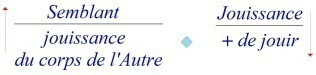 Semblant
jouissance
du corps de l'Autre
Jouissance
+ de jouir